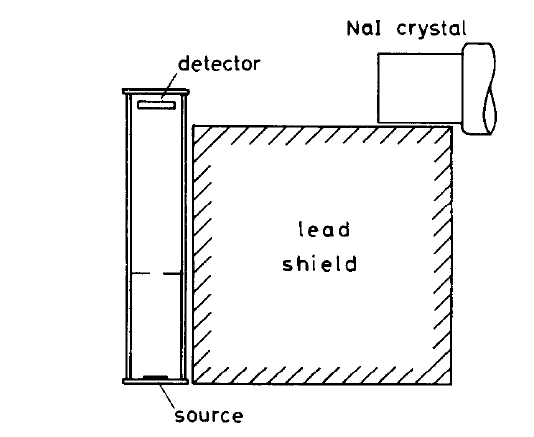 NaI crystal
detector
lead
shield
source